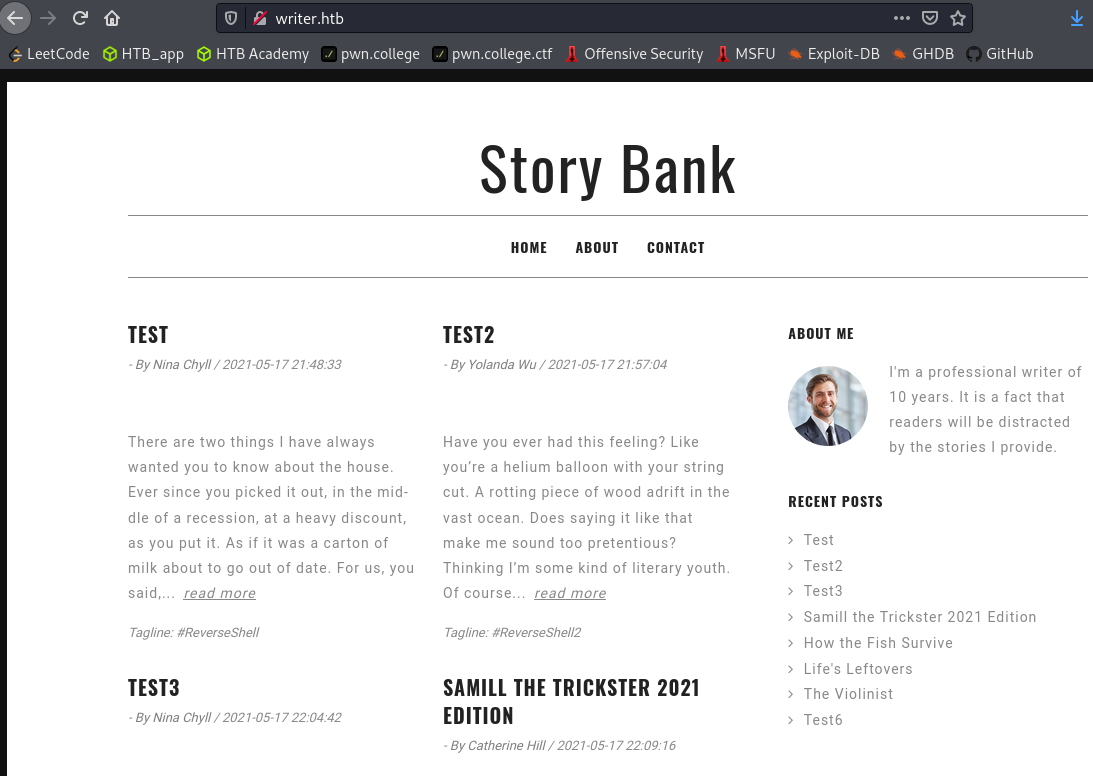 writer.htb
LeetCode HTB_app HTB Academy pwn.college pwn.college.ctf Offensive Security MSFU Exploit-DB GHDB GitHub
Story Bank
HOME ABOUT CONTACT
TEST
- By Nina Chyll / 2021-05-17 21:48:33
There are two things I have always
wanted you to know about the house.
Ever since you picked it out, in the mid-
dle of a recession, at a heavy discount,
as you put it. As if it was a carton of
milk about to go out of date. For us, you
said,... read more
Tagline: #ReverseShell
TEST2
- By Yolanda Wu / 2021-05-17 21:57:04
Have you ever had this feeling? Like
you’re a helium balloon with your string
cut. A rotting piece of wood adrift in the
vast ocean. Does saying it like that
make me sound too pretentious?
Thinking I’m some kind of literary youth.
Of course... read more
Tagline: #ReverseShell2
TEST3
- By Nina Chyll / 2021-05-17 22:04:42
SAMILL THE TRICKSTER 2021
EDITION
- By Catherine Hill / 2021-05-17 22:09:16
ABOUT ME
I'm a professional writer of
10 years. It is a fact that
readers will be distracted
by the stories I provide.
RECENT POSTS
Test
Test2
Test3
Samill the Trickster 2021 Edition
How the Fish Survive
Life's Leftovers
The Violinist
Test6